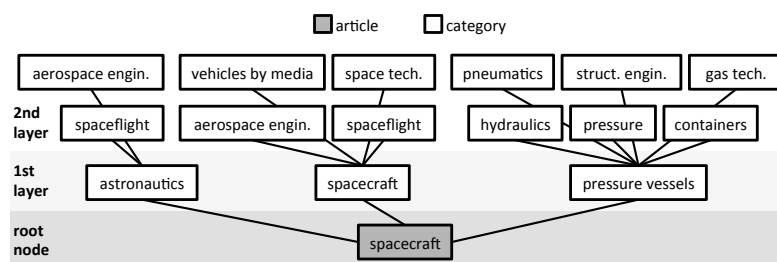 article category
aerospace engin. vehicles by media space tech. pneumatics struct. engin. gas tech.
2nd
layer
spaceflight aerospace engin. spaceflight hydraulics pressure containers
1st
layer
astronautics spacecraft pressure vessels
root
node
spacecraft